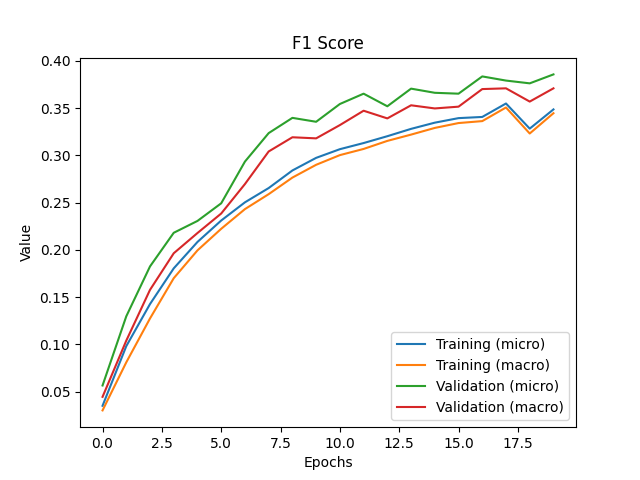 F1 Score
0.40
0.35
0.30
0.25
0.20
0.15
0.10
0.05
Value
0.0 2.5 5.0 7.5 10.0 12.5 15.0 17.5
Epochs
Training (micro)
Training (macro)
Validation (micro)
Validation (macro)